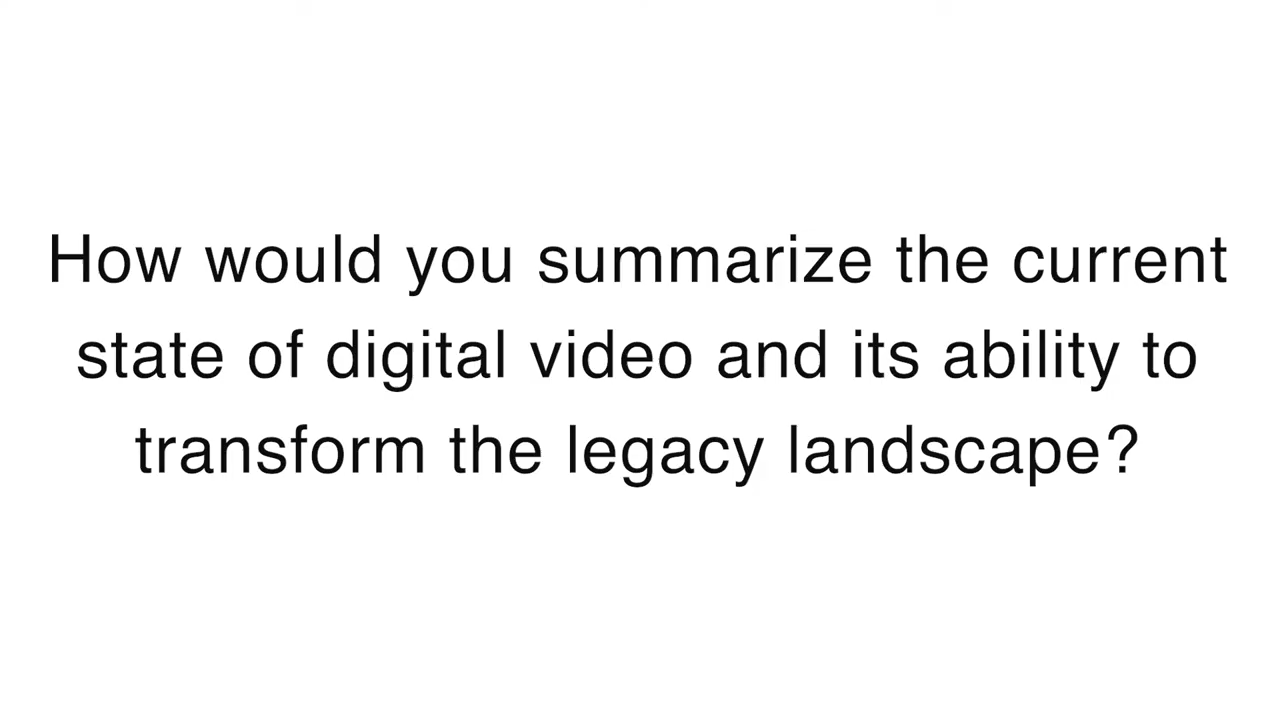 How would you summarize the current
state of digital video and its ability to
transform the legacy landscape?